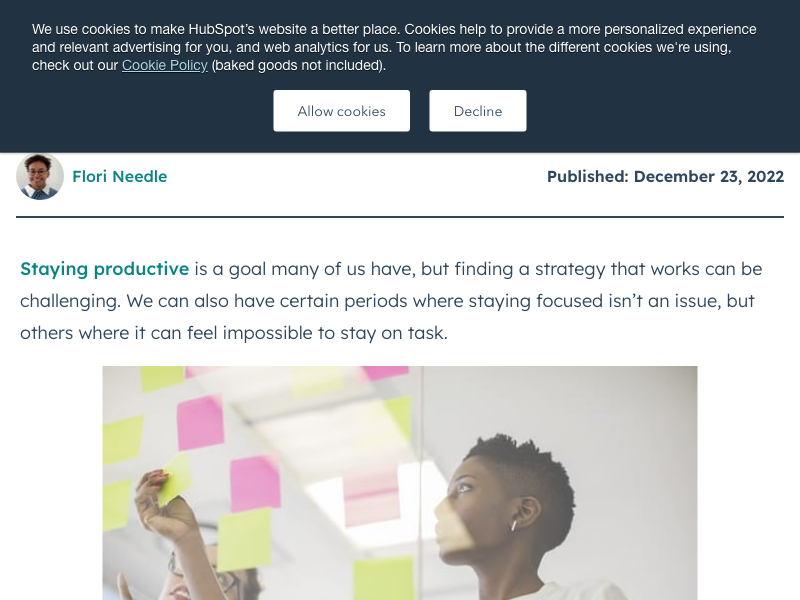 We use cookies to make HubSpot's website a better place. Cookies help to provide a more personalized experience
and relevant advertising for you, and web analytics for us. To learn more about the different cookies we're using,
check out our Cookie Policy (baked goods not included).
Allow cookies
Decline
Flori Needle
Published: December 23, 2022
Staying productive is a goal many of us have, but finding a strategy that works can be
challenging. We can also have certain periods where staying focused isn’t an issue, but
others where it can feel impossible to stay on task.